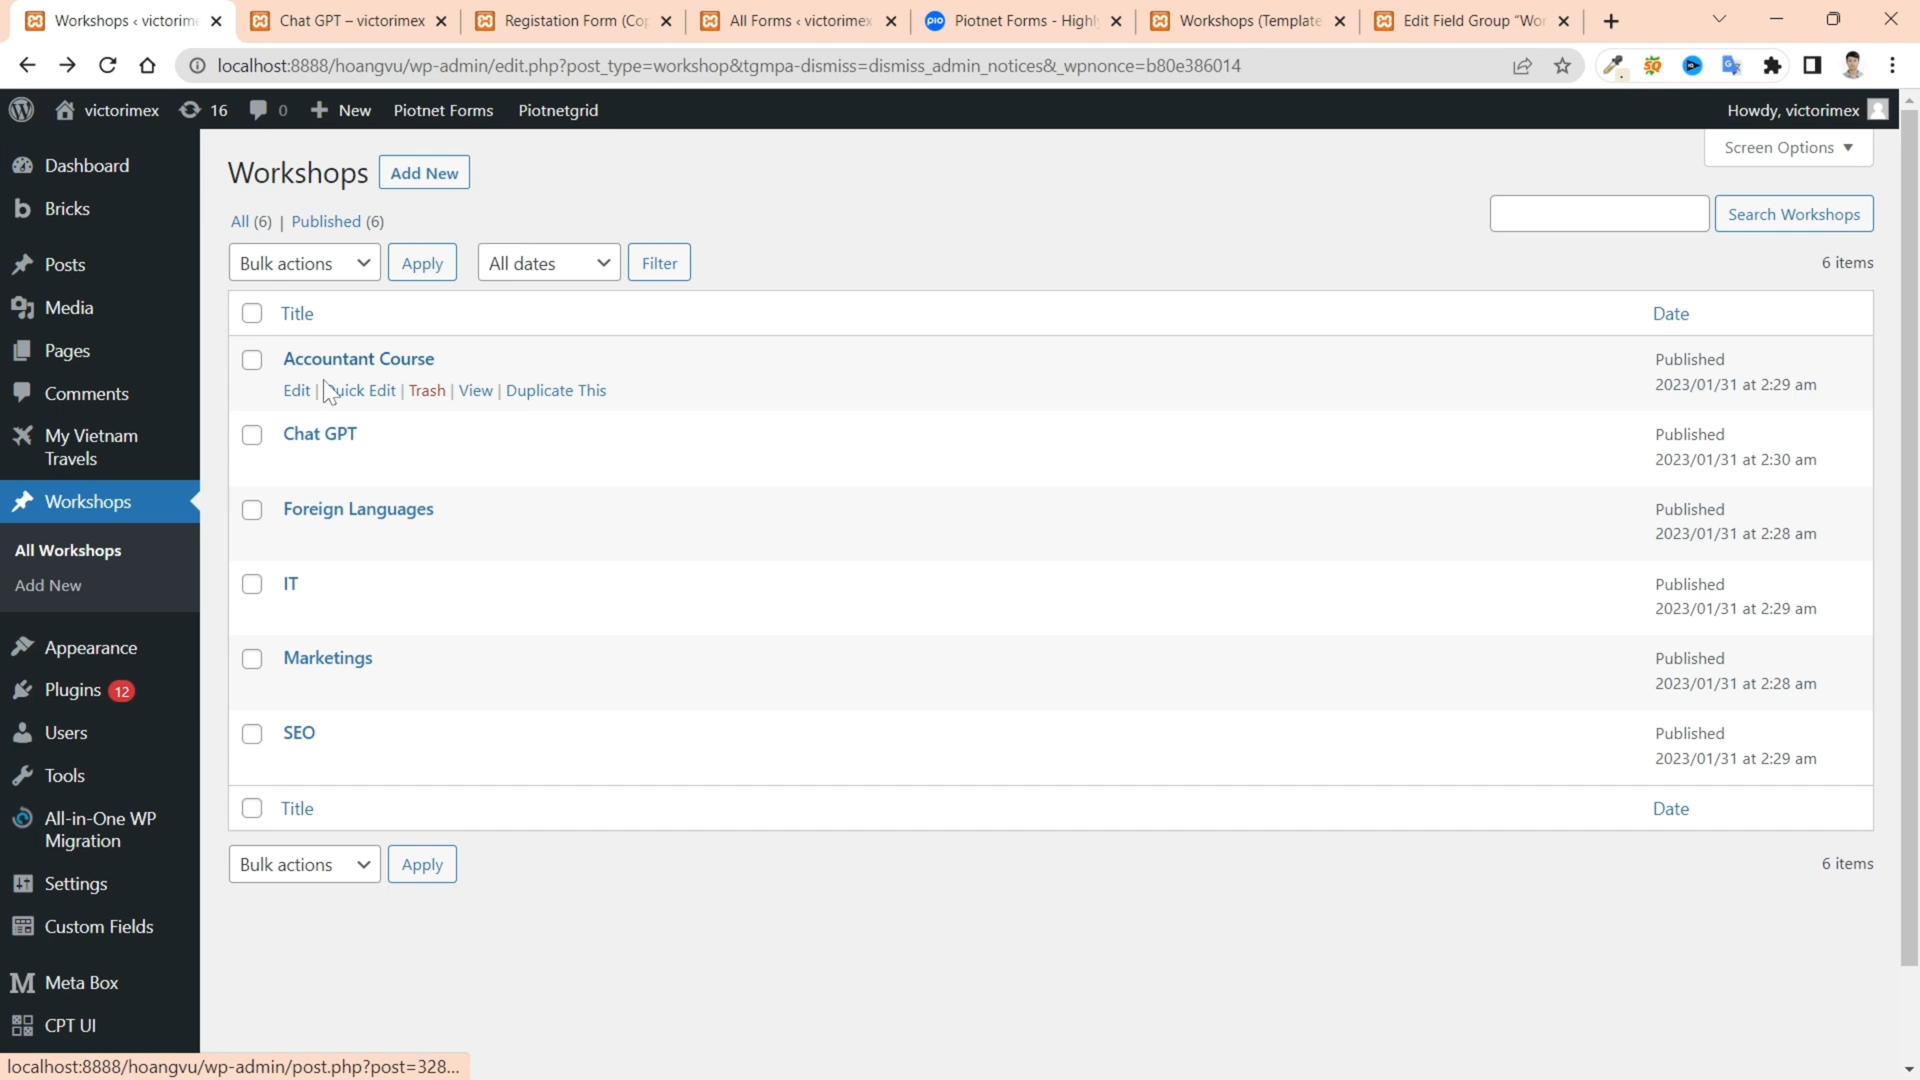 Workshops ‹ victorime
Chat GPT – victorimex
Registation Form (Co
All Forms ‹ victorimex
Piotnet Forms - High
Workshops (Template
Edit Field Group “Wor
localhost:8888/hoangvu/wp-admin/edit.php?post_type=workshop&tgmpa-dismiss=dismiss_admin_notices&_wpnonce=b80e386014
victorimex
16
0
New
Piotnet Forms
Piotnetgrid
Howdy, victorimex
Dashboard
Bricks
Posts
Media
Pages
Comments
My Vietnam
Travels
Workshops
All Workshops
Add New
Appearance
Plugins 12
Users
Tools
All-in-One WP
Migration
Settings
Custom Fields
Meta Box
CPT UI
Screen Options
Workshops
Add New
All (6) | Published (6)
Search Workshops
Bulk actions
Apply
All dates
Filter
6 items
Title
Date
Accountant Course
Edit | Quick Edit | Trash | View | Duplicate This
Published
2023/01/31 at 2:29 am
Chat GPT
Published
2023/01/31 at 2:30 am
Foreign Languages
Published
2023/01/31 at 2:28 am
IT
Published
2023/01/31 at 2:29 am
Marketings
Published
2023/01/31 at 2:28 am
SEO
Published
2023/01/31 at 2:29 am
Title
Date
Bulk actions
Apply
6 items
localhost:8888/hoangvu/wp-admin/post.php?post=328...